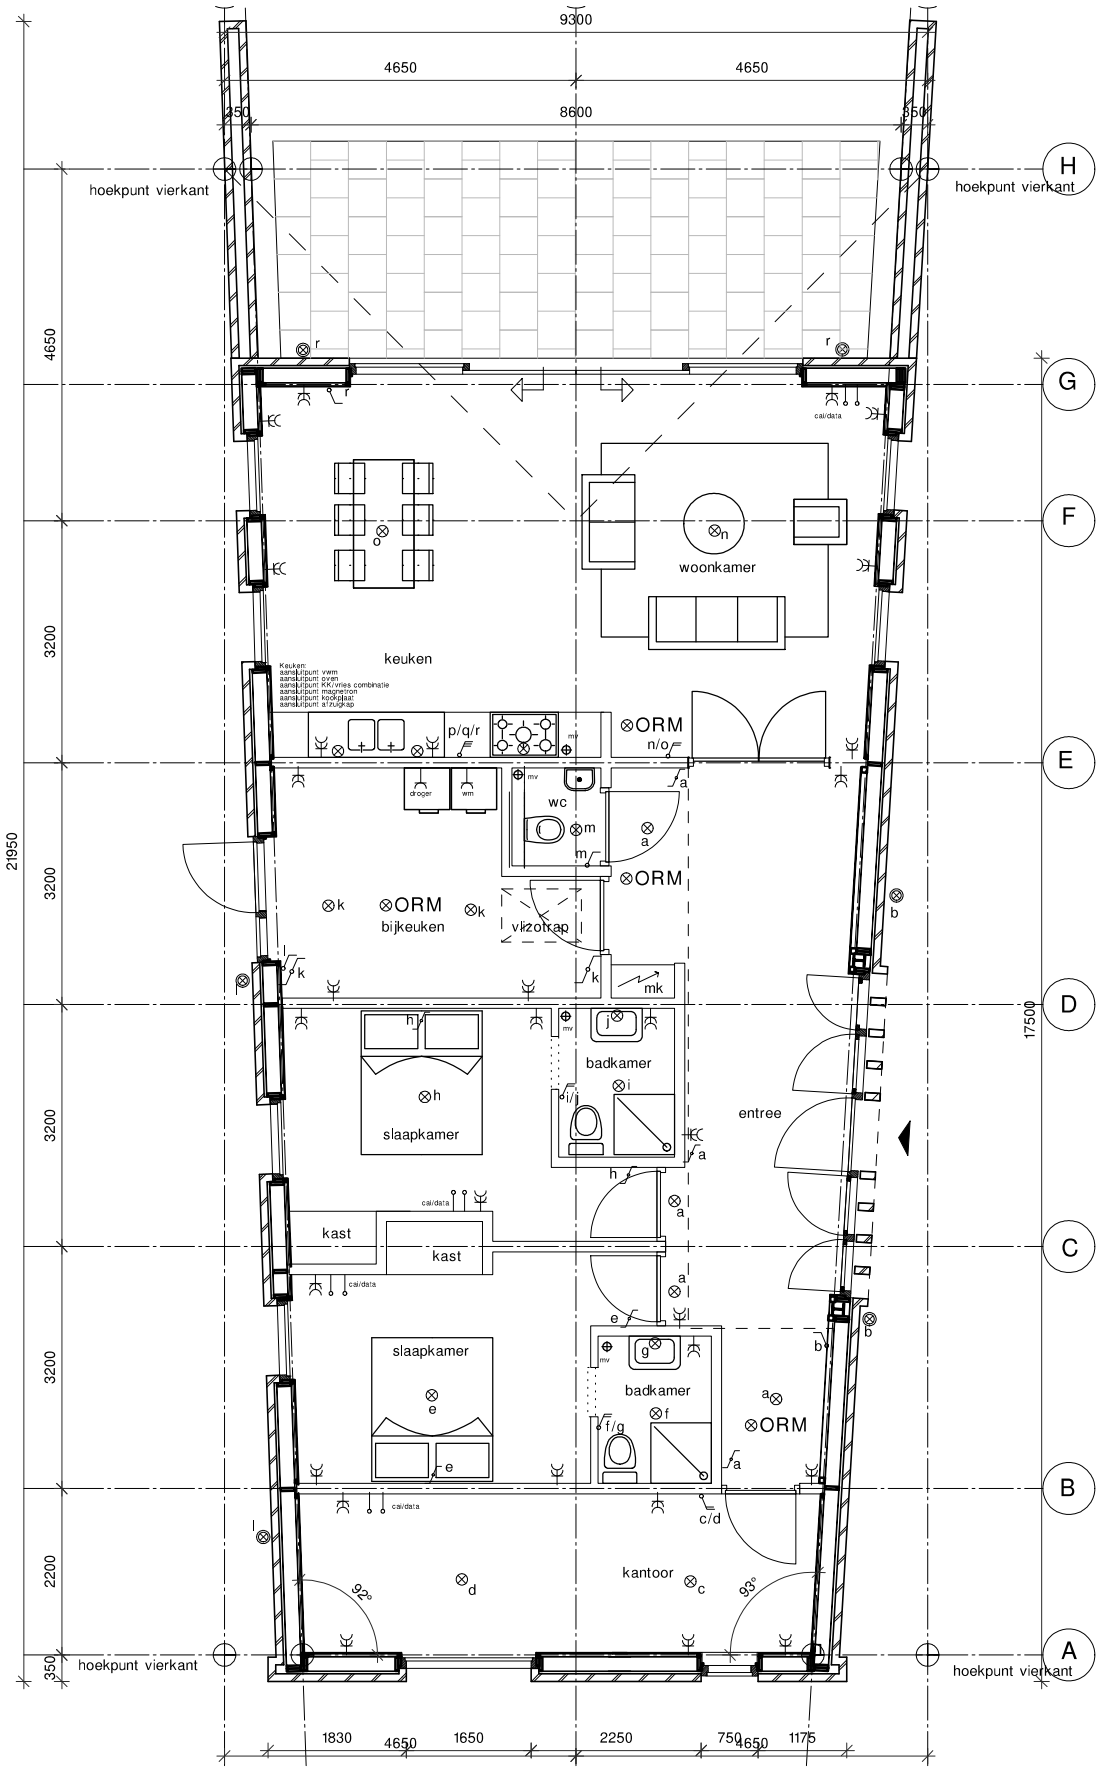 9300
4650 4650
350 8600 350
H
hoekpunt vierkant hoekpunt vierkant
4650
r r
G
r
cai/data
F
o n
woonkamer
3200
keuken
Keuken:
aansluitpunt vwm
aansluitpunt oven
aansluitpunt KK/vries combinatie
aansluitpunt magnetron
aansluitpunt kookplaat
aansluitpunt afzuigkap
p/q/r mv ORM
n/o
E
droger wm mv a
wc
m a
m
21950
3200
ORM
k ORM k b
bijkeuken vlizotrap
l k k mk
l
D
17500
h mv j
badkamer
h i/j i
slaapkamer
3200
entree
a
h
cai/data a
kast
kast
C
cai/data a
e b
b
slaapkamer mv g
3200
badkamer
e a
f/g f ORM
e a
B
cai/data c/d
l
kantoor
2200
92° d c 93°
350
A
hoekpunt vierkant hoekpunt vierkant
1830 1650 2250 750 1175
4650 4650